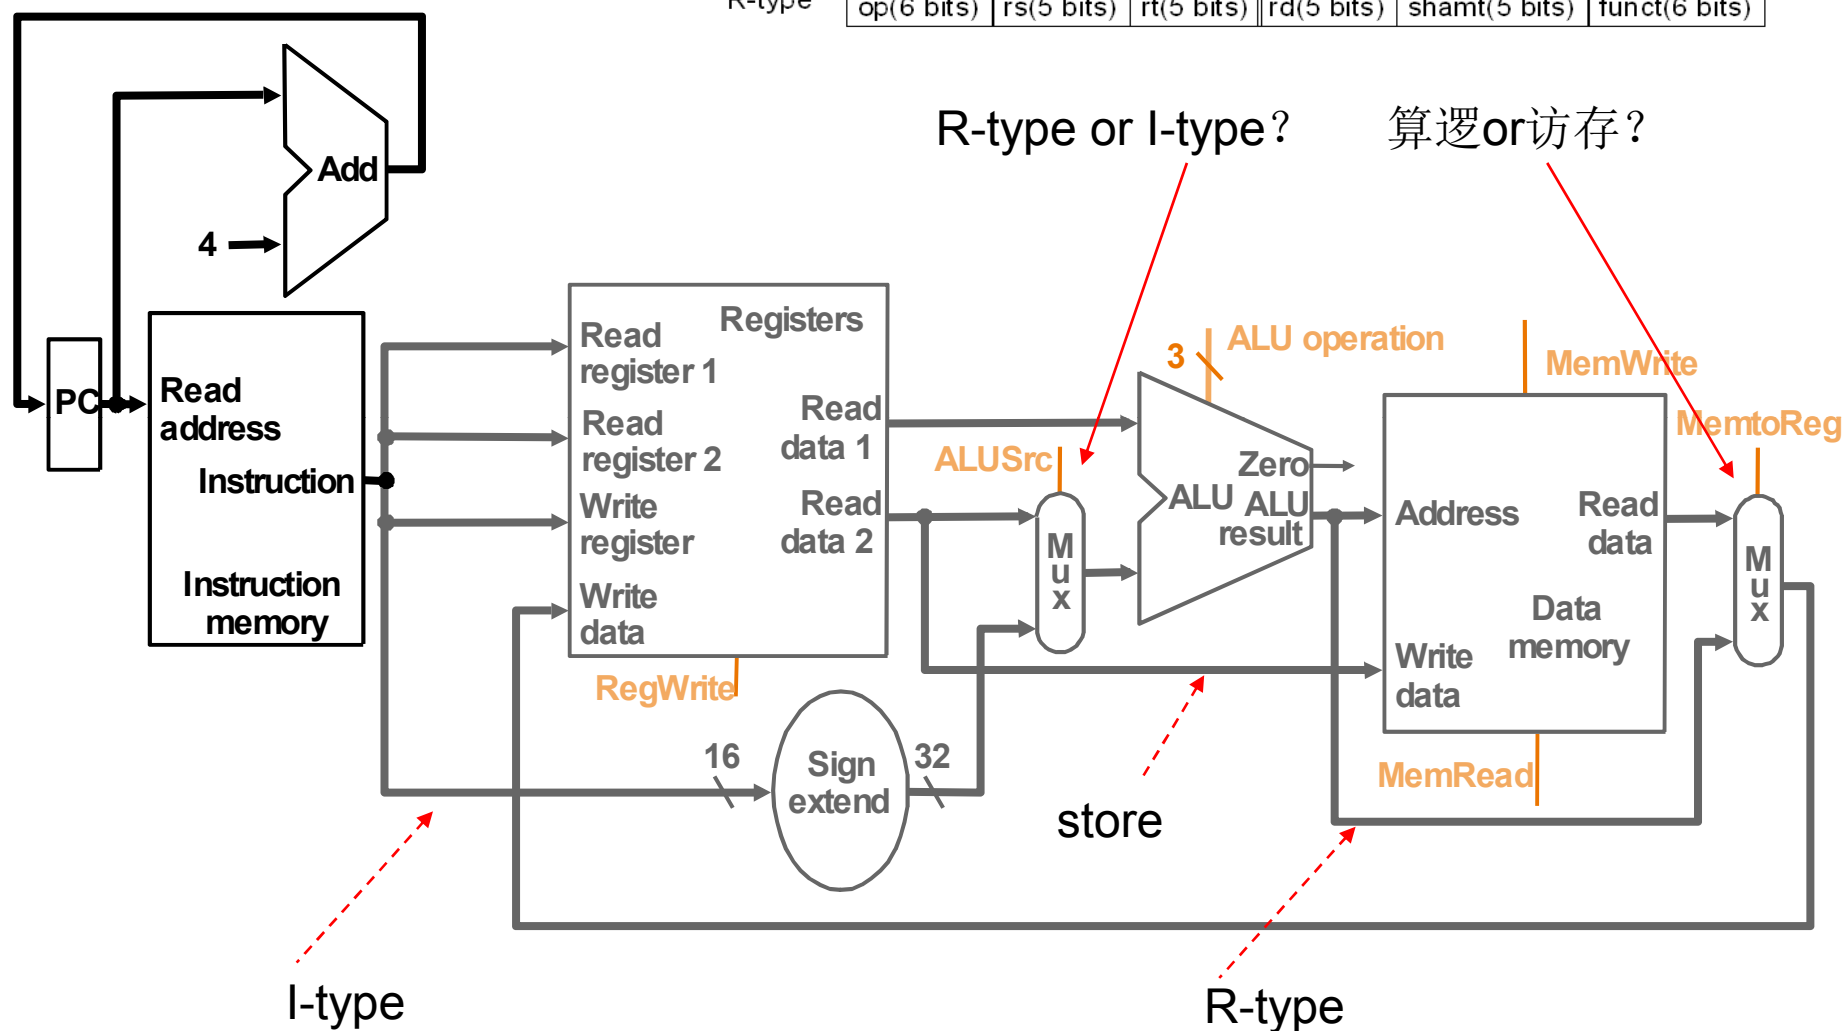 R-type
op(6 bits) rs(5 bits) rt(5 bits) rd(5 bits) shamt(5 bits) funct(6 bits)
R-type or I-type？
算逻or访存？
Add
4
PC
Read
address
Instruction
Instruction
memory
Registers
Read
register 1
Read
register 2
Write
register
Write
data
Read
data 1
Read
data 2
RegWrite
16
Sign
extend
32
ALUSrc
M
u
x
3
ALU operation
Zero
ALU
ALU
result
MemWrite
Address
Read
data
Data
memory
Write
data
MemRead
MemtoReg
M
u
x
store
I-type
R-type